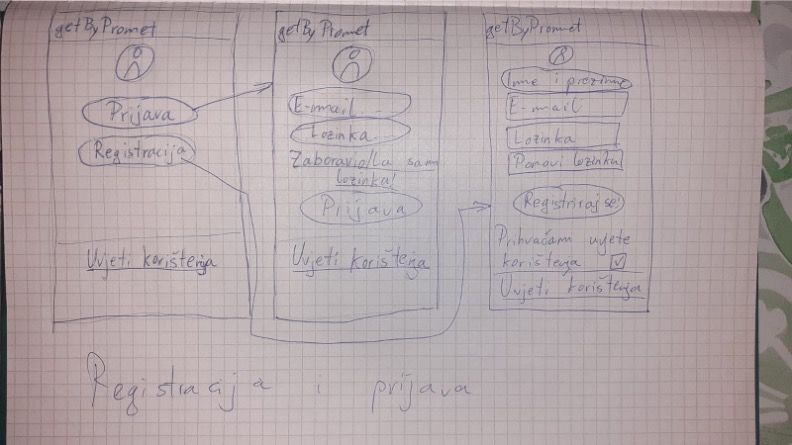 getByPromet
Prijava
Registracija
Uvjeti korištenja
getByPromet
E-mail
Lozinka
Zaboravio/la sam
lozinku!
Prijava
Uvjeti korištenja
getByPromet
Ime i prezime
E-mail
Lozinka
Ponovi lozinku
Registriraj se!
Prihvaćam uvjete
korištenja
Uvjeti korištenja
Registracija i prijava